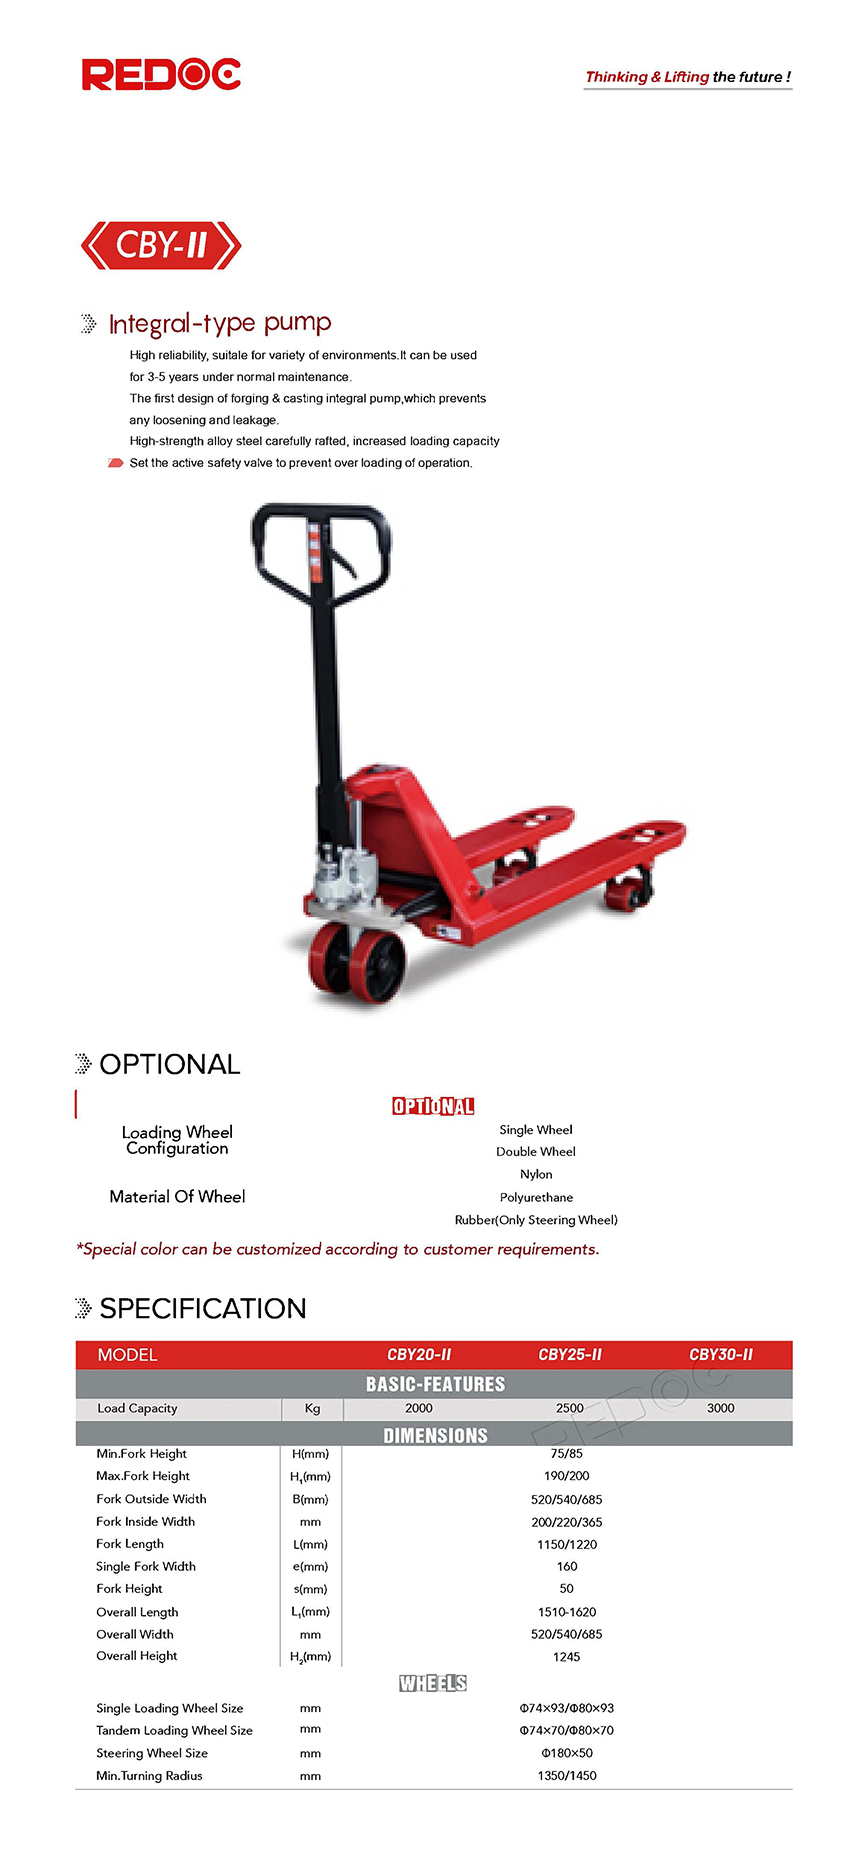 REDOC
Thinking & Lifting the future !
CBY-II
Integral-type pump
High reliability, suitale for variety of environments.It can be used
for 3-5 years under normal maintenance.
The first design of forging & casting integral pump,which prevents
any loosening and leakage.
High-strength alloy steel carefully rafted, increased loading capacity
Set the active safety valve to prevent over loading of operation.
OPTIONAL
OPTIONAL
Loading Wheel
Configuration
Single Wheel
Double Wheel
Material Of Wheel
Nylon
Polyurethane
Rubber(Only Steering Wheel)
*Special color can be customized according to customer requirements.
SPECIFICATION
MODEL CBY20-II CBY25-II CBY30-II
BASIC-FEATURES
Load Capacity Kg 2000 2500 3000
REDOC
DIMENSIONS
Min.Fork Height H(mm) 75/85
Max.Fork Height H₁(mm) 190/200
Fork Outside Width B(mm) 520/540/685
Fork Inside Width mm 200/220/365
Fork Length L(mm) 1150/1220
Single Fork Width e(mm) 160
Fork Height s(mm) 50
Overall Length L₁(mm) 1510-1620
Overall Width mm 520/540/685
Overall Height H₂(mm) 1245
WHEELS
Single Loading Wheel Size mm Φ74×93/Φ80×93
Tandem Loading Wheel Size mm Φ74×70/Φ80×70
Steering Wheel Size mm Φ180×50
Min.Turning Radius mm 1350/1450